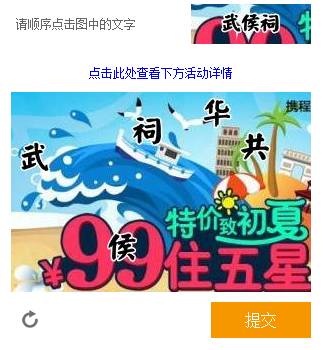 请顺序点击图中的文字
武侯祠
点击此处查看下方活动详情
携程
华
祠
共
武
特价致初夏
侯
¥99住五星
提交